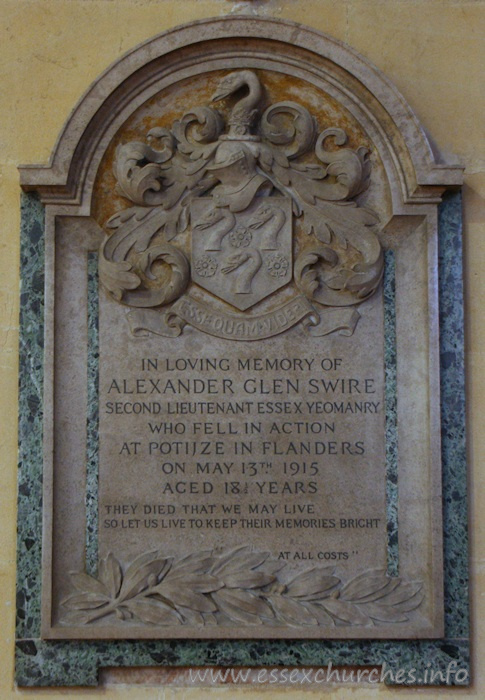 ESSE·QUAM·VIDERI
IN LOVING MEMORY OF
ALEXANDER GLEN SWIRE
SECOND LIEUTENANT ESSEX YEOMANRY
WHO FELL IN ACTION
AT POTIJZE IN FLANDERS
ON MAY 13TH 1915
AGED 18½ YEARS
THEY DIED THAT WE MAY LIVE
SO LET US LIVE TO KEEP THEIR MEMORIES BRIGHT
AT ALL COSTS"
www.essexchurches.info